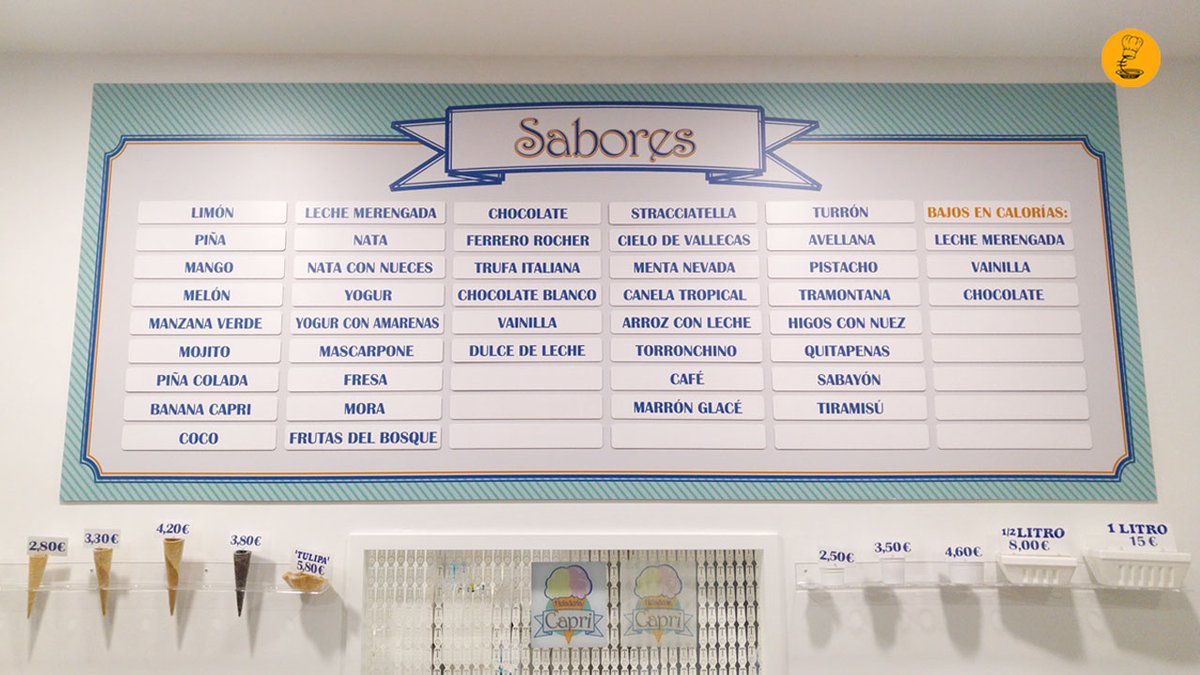 Sabores
LIMÓN
PIÑA
MANGO
MELÓN
MANZANA VERDE
MOJITO
PIÑA COLADA
BANANA CAPRI
COCO
LECHE MERENGADA
NATA
NATA CON NUECES
YOGUR
YOGUR CON AMARENAS
MASCARPONE
FRESA
MORA
FRUTAS DEL BOSQUE
CHOCOLATE
FERRERO ROCHER
TRUFA ITALIANA
CHOCOLATE BLANCO
VAINILLA
DULCE DE LECHE
STRACCIATELLA
CIELO DE VALLECAS
MENTA NEVADA
CANELA TROPICAL
ARROZ CON LECHE
TORRONCHINO
CAFÉ
MARRÓN GLACÉ
TURRÓN
AVELLANA
PISTACHO
TRAMONTANA
HIGOS CON NUEZ
QUITAPENAS
SABAYÓN
TIRAMISÚ
BAJOS EN CALORÍAS:
LECHE MERENGADA
VAINILLA
CHOCOLATE
2,80€
3,30€
4,20€
3,80€
'TULIPA'
5,80€
2,50€
3,50€
4,60€
1/2 LITRO
8,00€
1 LITRO
15€
Heladería
Capri
Heladería
Capri